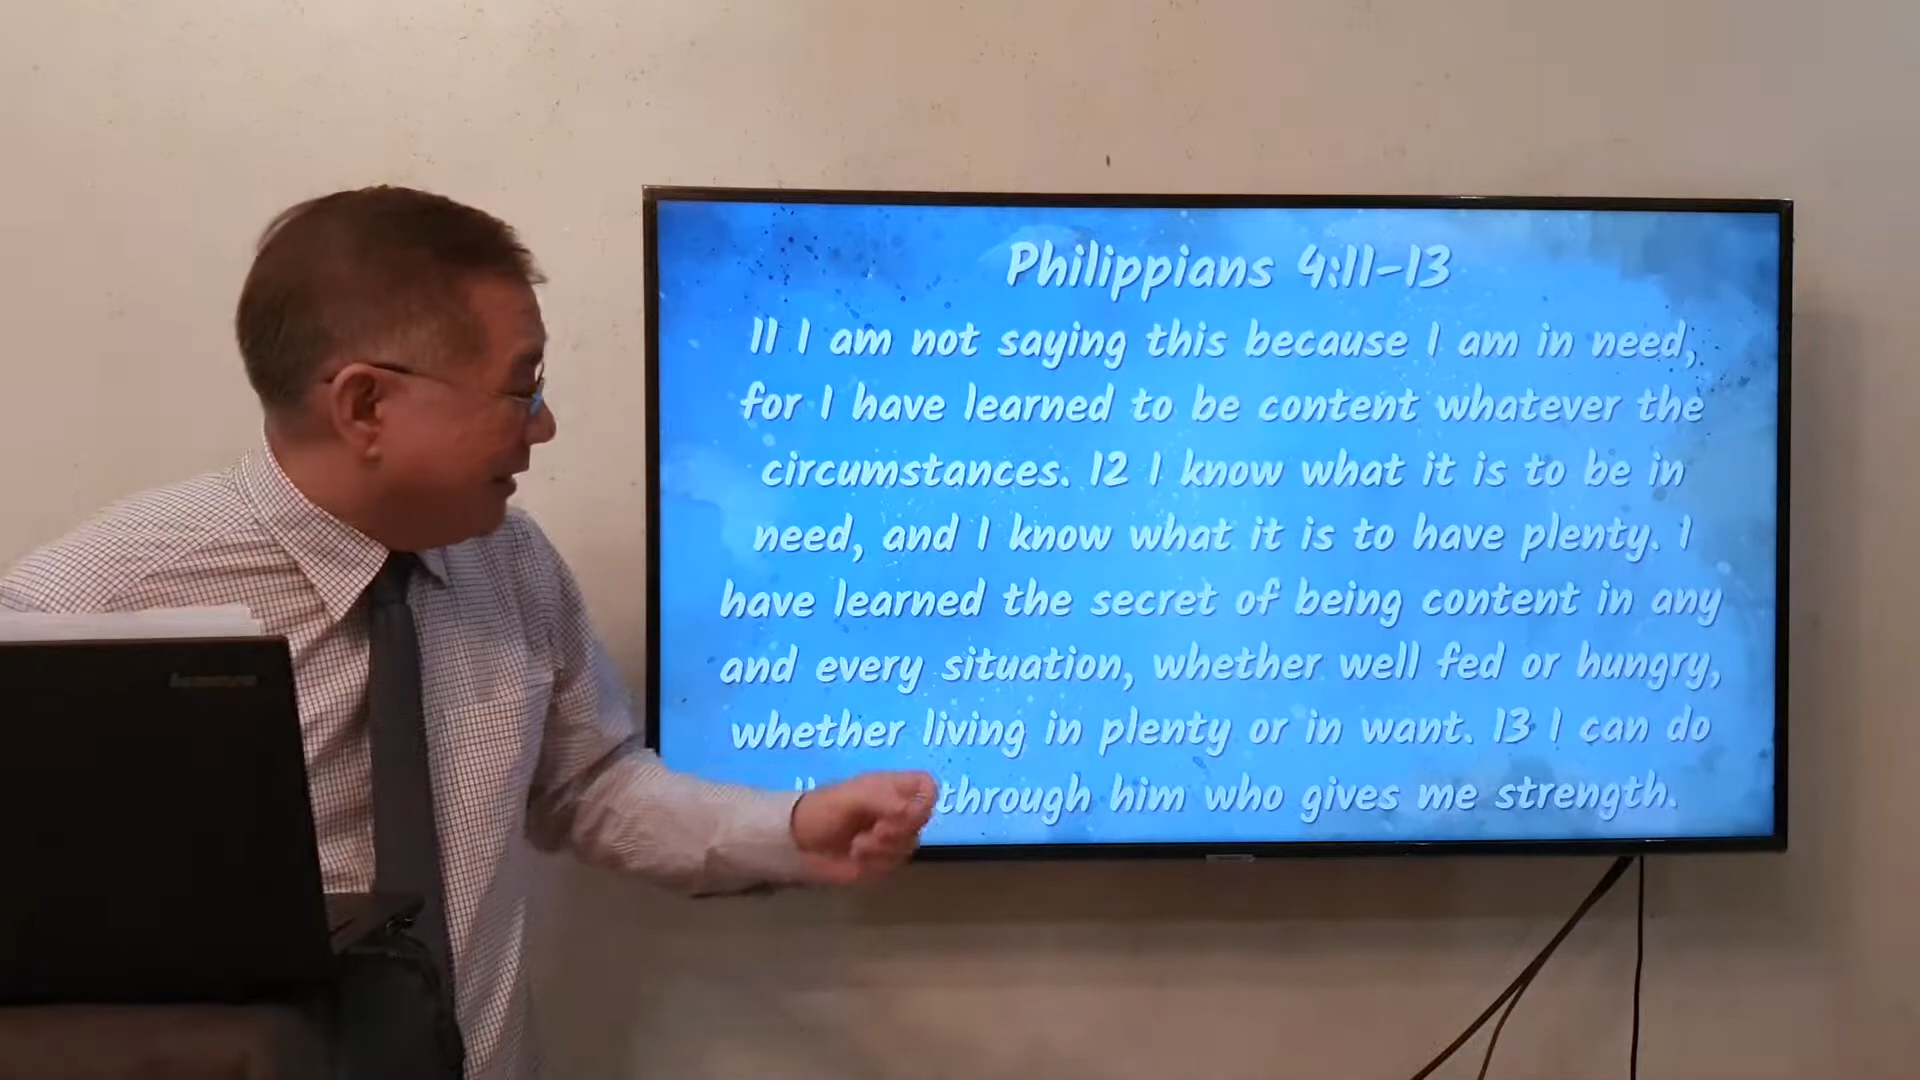 Philippians 4:11-13
11 I am not saying this because I am in need,
for I have learned to be content whatever the
circumstances. 12 I know what it is to be in
need, and I know what it is to have plenty. I
have learned the secret of being content in any
and every situation, whether well fed or hungry,
whether living in plenty or in want. 13 I can do
through him who gives me strength.
lenovo